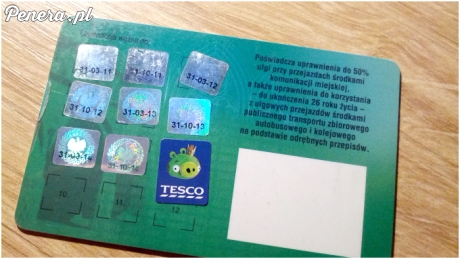 Penera.pl
31-03-11
31-10-11
31-03-12
31-10-12
31-03-13
31-10-13
31-10-14
TESCO
10.
11.
12
Poświadcza uprawnienia do 50%
ulgi przy przejazdach środkami
komunikacji miejskiej,
a także uprawnienia do korzystania
– do ukończenia 26 roku życia –
z ulgowych przejazdów środkami
publicznego transportu zbiorowego
autobusowego i kolejowego
na podstawie odrębnych przepisów.